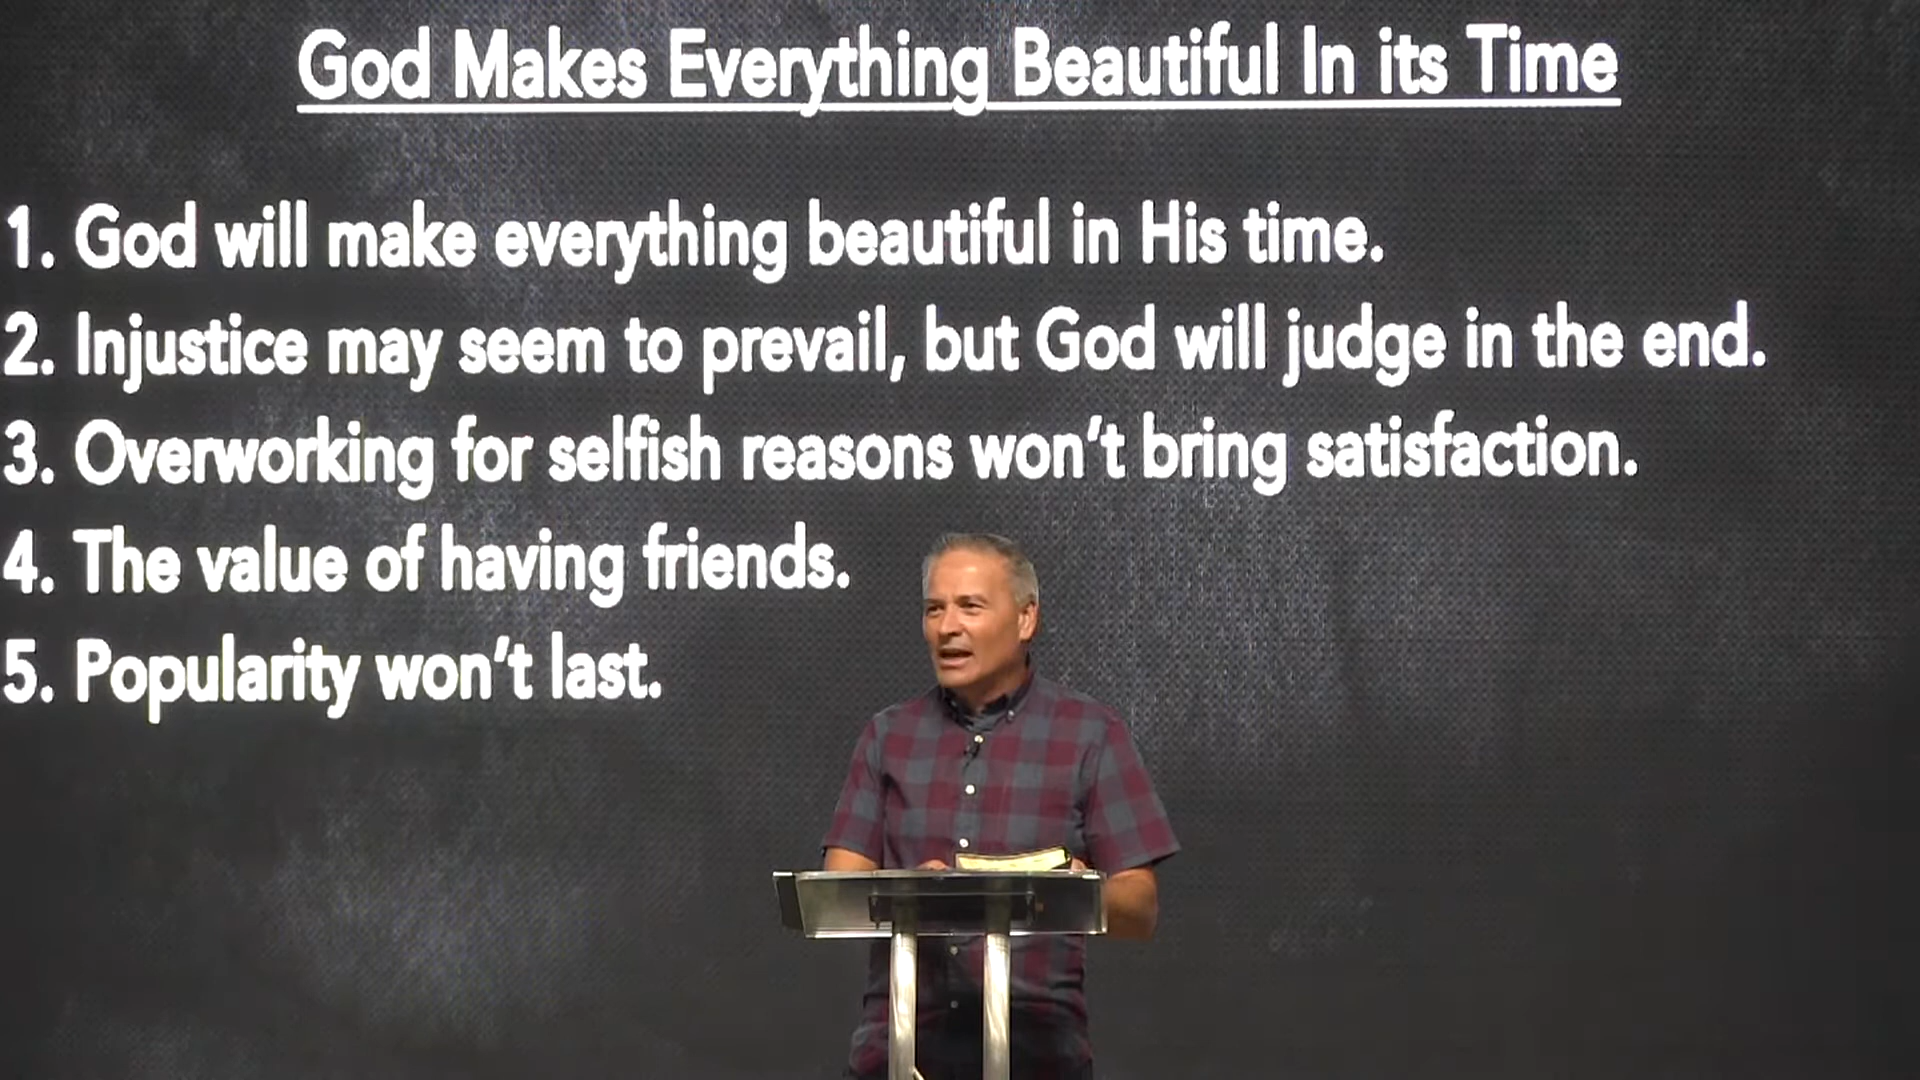 God Makes Everything Beautiful In its Time
1. God will make everything beautiful in His time.
2. Injustice may seem to prevail, but God will judge in the end.
3. Overworking for selfish reasons won’t bring satisfaction.
4. The value of having friends.
5. Popularity won’t last.